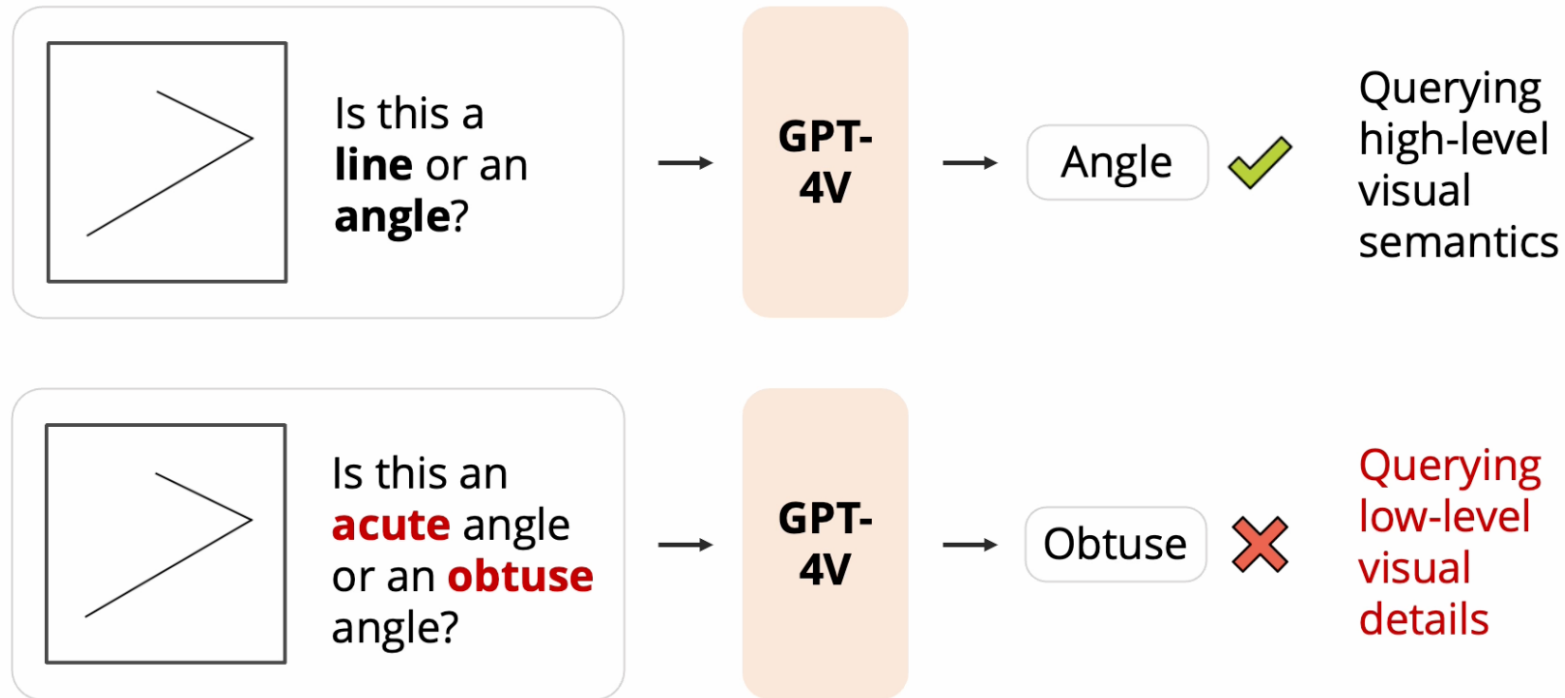 Is this a
line or an
angle?
GPT-
4V
Angle
Querying
high-level
visual
semantics
Is this an
acute angle
or an obtuse
angle?
GPT-
4V
Obtuse
Querying
low-level
visual
details